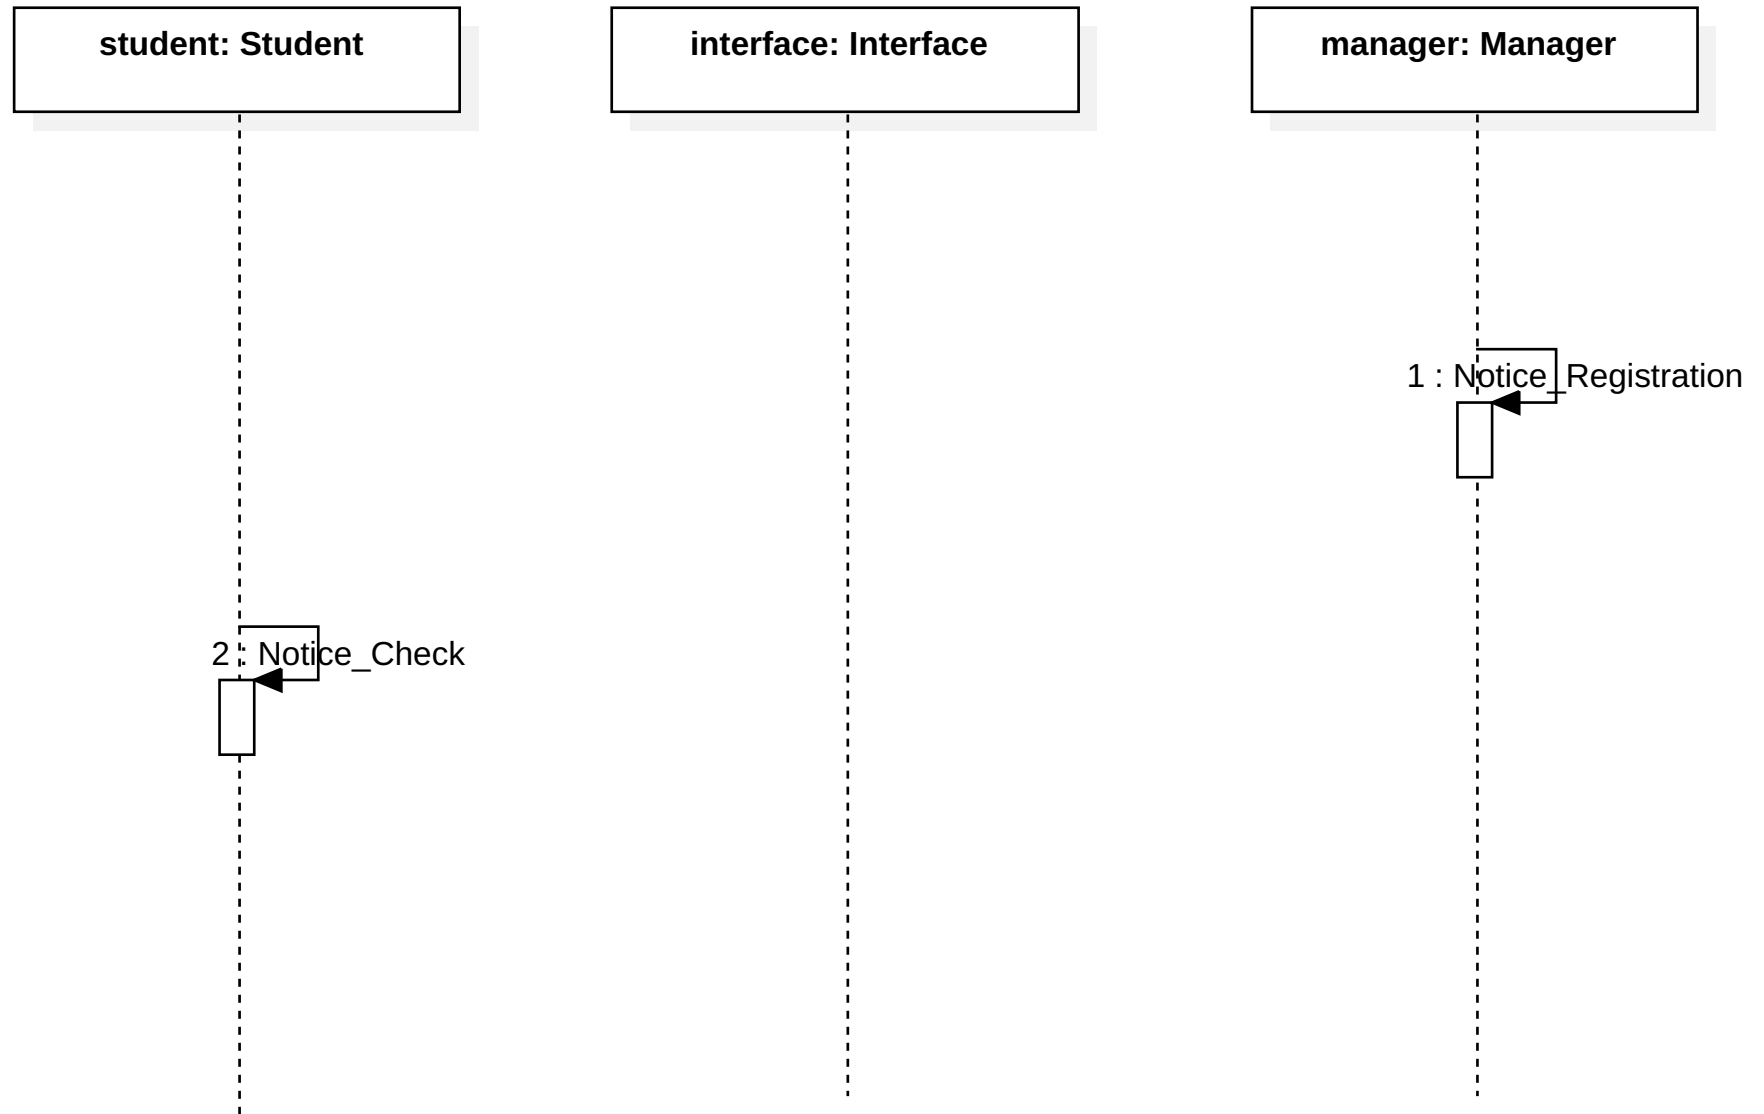 student: Student
interface: Interface
manager: Manager
1 : Notice_Registration
2 : Notice_Check